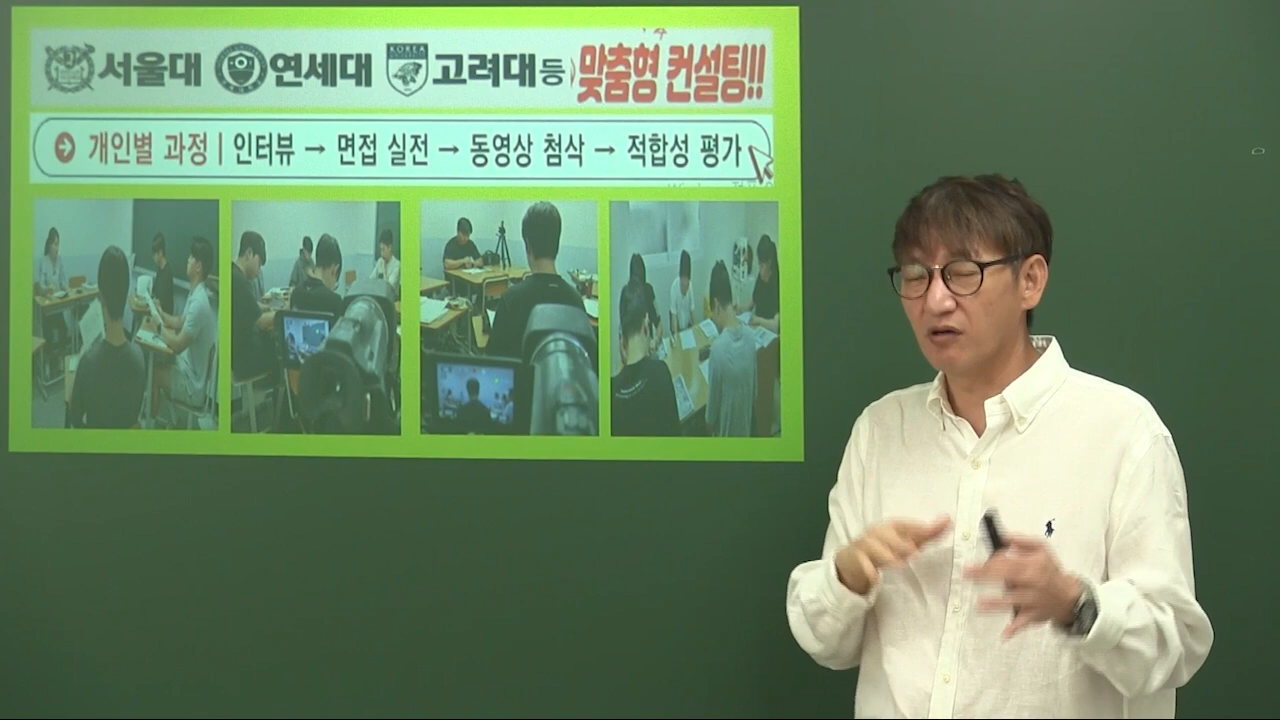 서울대 연세대 KOREA 고려대 등 맞춤형 컨설팅!!
개인별 과정 | 인터뷰 → 면접 실전 → 동영상 첨삭 → 적합성 평가